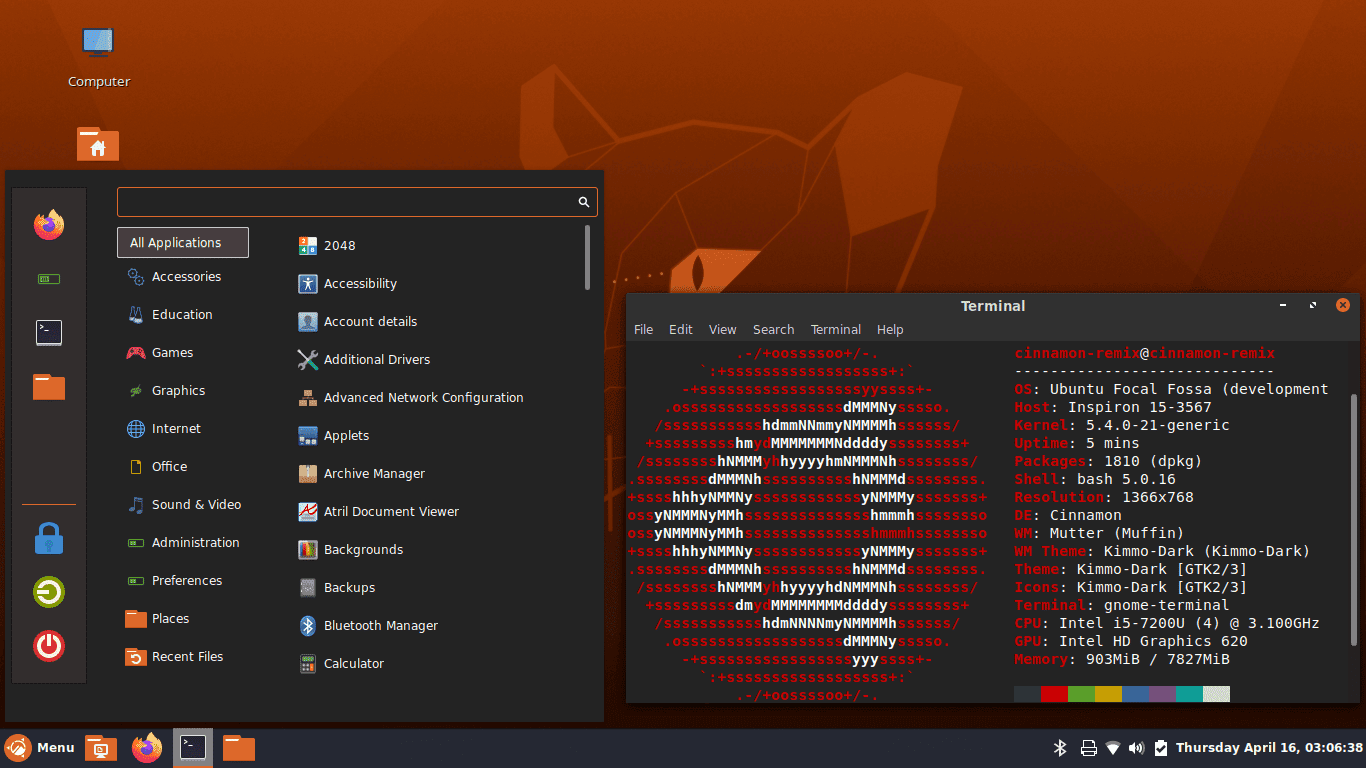 Computer
All Applications
Accessories
Education
Games
Graphics
Internet
Office
Sound & Video
Administration
Preferences
Places
Recent Files
2048
Accessibility
Account details
Additional Drivers
Advanced Network Configuration
Applets
Archive Manager
Atril Document Viewer
Backgrounds
Backups
Bluetooth Manager
Calculator
Terminal
File Edit View Search Terminal Help
.-/+oossssoo+/-.
`:+ssssssssssssssssss+:`
-+ssssssssssssssssssyyssss+-
.ossssssssssssssssssdMMMNysssso.
/ssssssssssshdmmNNmmyNMMMMhssssss/
+ssssssssshmydMMMMMMMNddddyssssssss+
/sssssssshNMMMyhhyyyyhmNMMMNhssssssss/
.ssssssssdMMMNhsssssssssshNMMMdssssssss.
+sssshhhyNMMNyssssssssssssyNMMMysssssss+
ossyNMMMNyMMhsssssssssssssshmmmhssssssso
ossyNMMMNyMMhsssssssssssssshmmmhssssssso
+sssshhhyNMMNyssssssssssssyNMMMysssssss+
.ssssssssdMMMNhsssssssssshNMMMdssssssss.
/sssssssshNMMMyhhyyyyhdNMMMNhssssssss/
+sssssssssdmydMMMMMMMMddddyssssssss+
/ssssssssssshdmNNNNmyNMMMMhssssss/
.ossssssssssssssssssdMMMNysssso.
-+sssssssssssssssssyyyssss+-
`:+ssssssssssssssssss+:`
.-/+oossssoo+/-.
cinnamon-remix@cinnamon-remix
-----------------------------
OS: Ubuntu Focal Fossa (development
Host: Inspiron 15-3567
Kernel: 5.4.0-21-generic
Uptime: 5 mins
Packages: 1810 (dpkg)
Shell: bash 5.0.16
Resolution: 1366x768
DE: Cinnamon
WM: Mutter (Muffin)
WM Theme: Kimmo-Dark (Kimmo-Dark)
Theme: Kimmo-Dark [GTK2/3]
Icons: Kimmo-Dark [GTK2/3]
Terminal: gnome-terminal
CPU: Intel i5-7200U (4) @ 3.100GHz
GPU: Intel HD Graphics 620
Memory: 903MiB / 7827MiB
Menu
Thursday April 16, 03:06:38